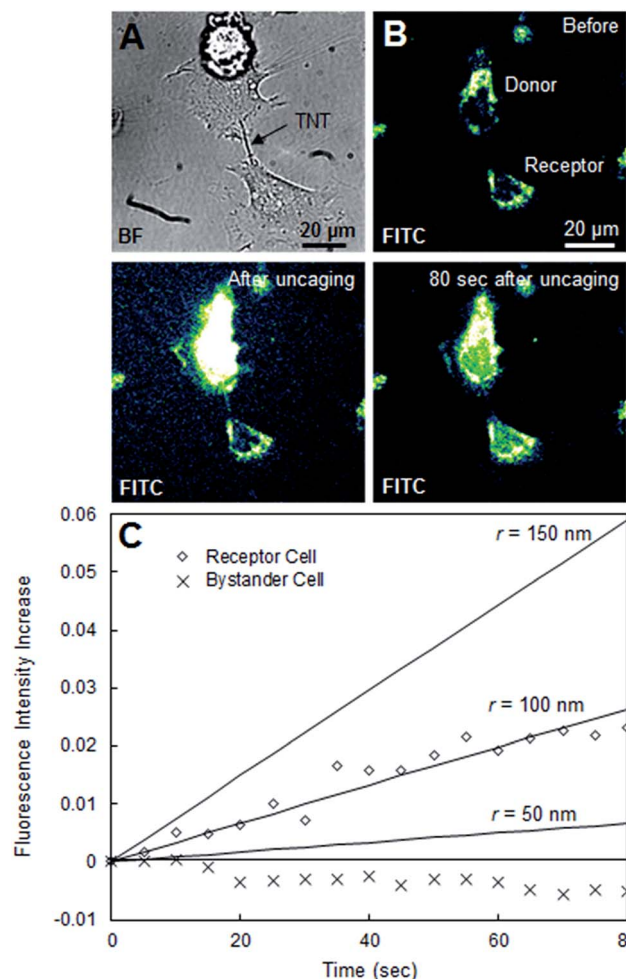 A
TNT
BF
20 µm
B
Before
Donor
Receptor
FITC
20 µm
After uncaging
FITC
80 sec after uncaging
FITC
C
Fluorescence Intensity Increase
0.06
0.05
0.04
0.03
0.02
0.01
0
-0.01
Receptor Cell
Bystander Cell
r = 150 nm
r = 100 nm
r = 50 nm
0
20
40
60
8
Time (sec)